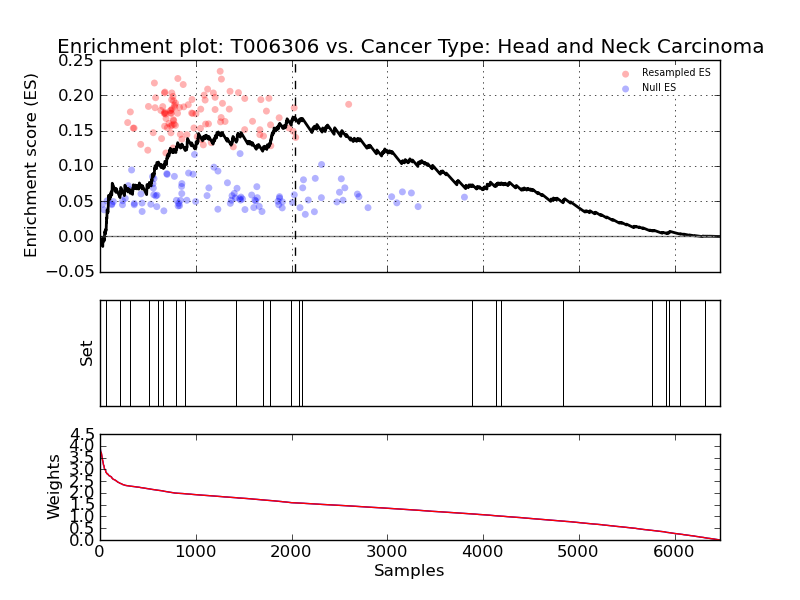 Enrichment plot: T006306 vs. Cancer Type: Head and Neck Carcinoma
Enrichment score (ES)
0.25
0.20
0.15
0.10
0.05
0.00
−0.05
Resampled ES
Null ES
Set
Weights
4.5
4.0
3.5
3.0
2.5
2.0
1.5
1.0
0.5
0.0
0 1000 2000 3000 4000 5000 6000
Samples